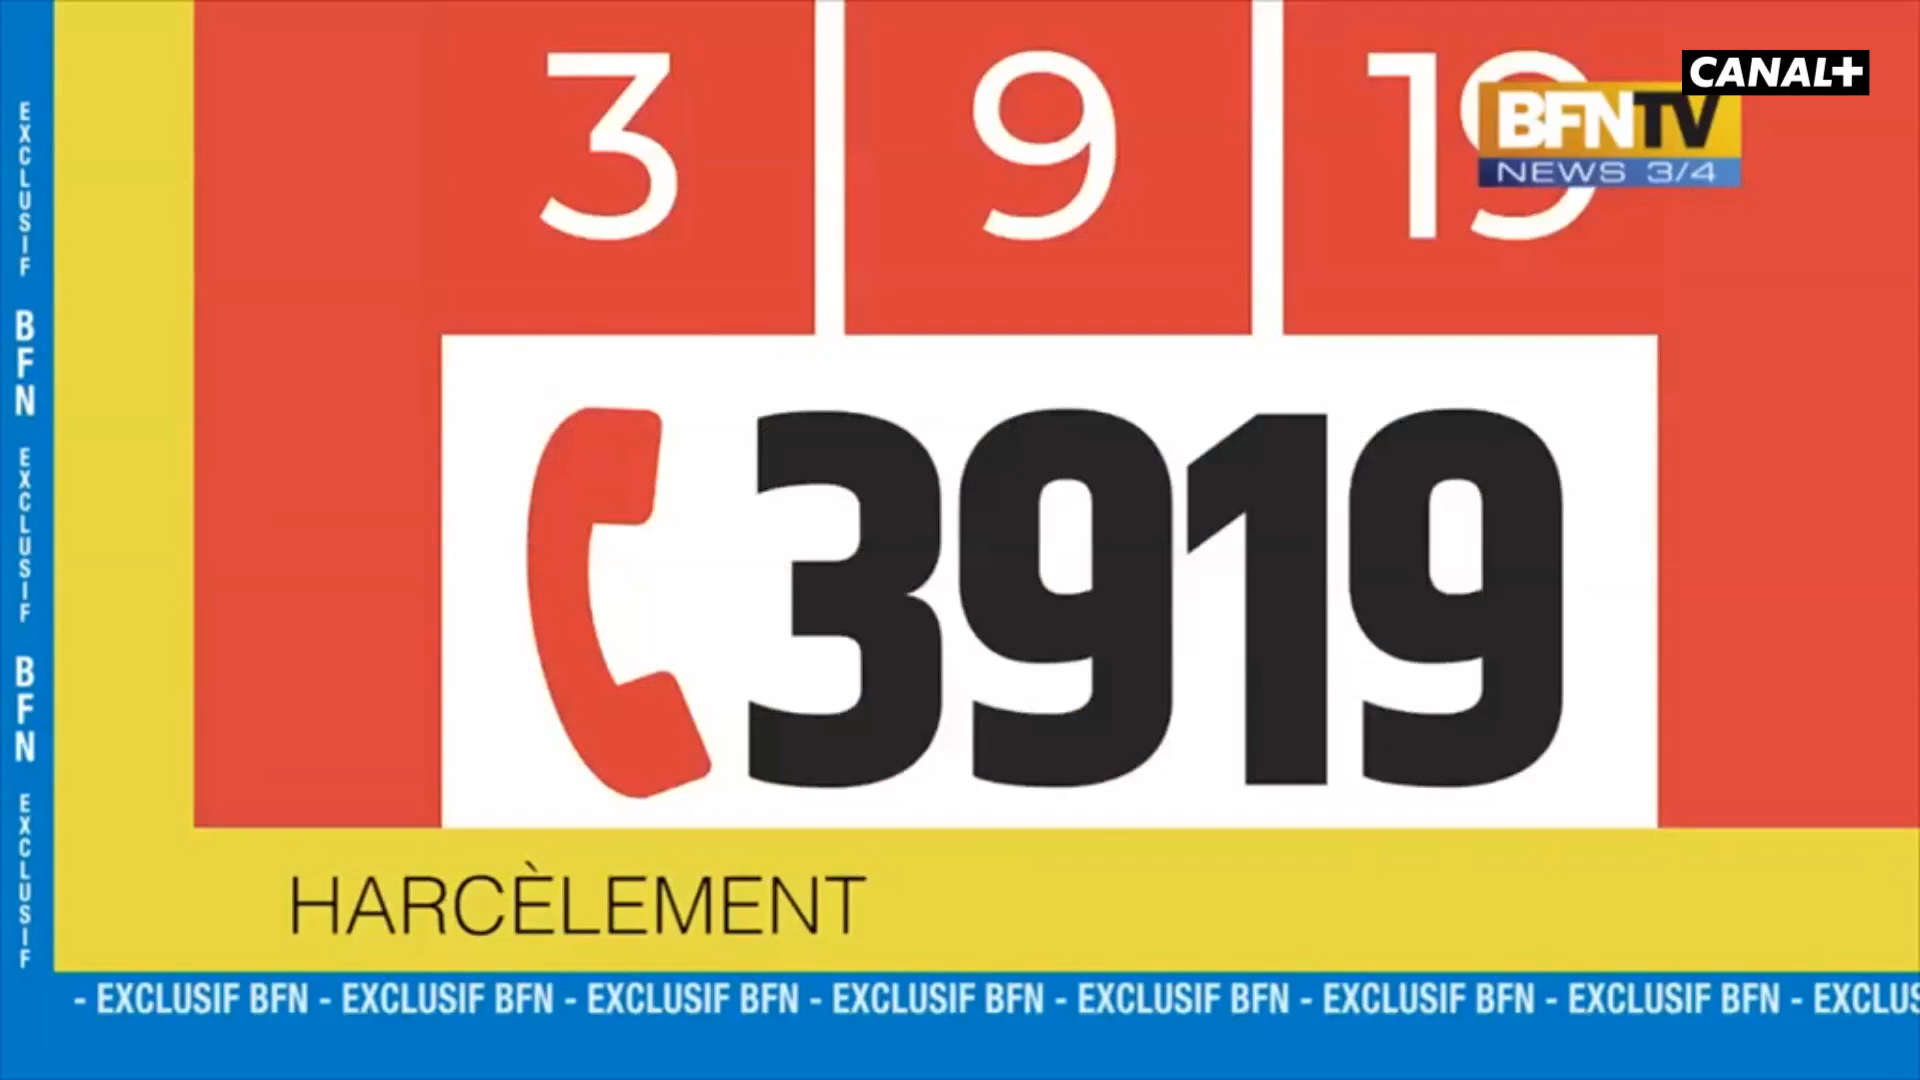 3 9 19
CANAL+
BFNTV
NEWS 3/4
3919
HARCÈLEMENT
EXCLUSIF BFN EXCLUSIF BFN EXCLUSIF
- EXCLUSIF BFN - EXCLUSIF BFN - EXCLUSIF BFN - EXCLUSIF BFN - EXCLUSIF BFN - EXCLUSIF BFN - EXCLUSIF BFN - EXCLUS